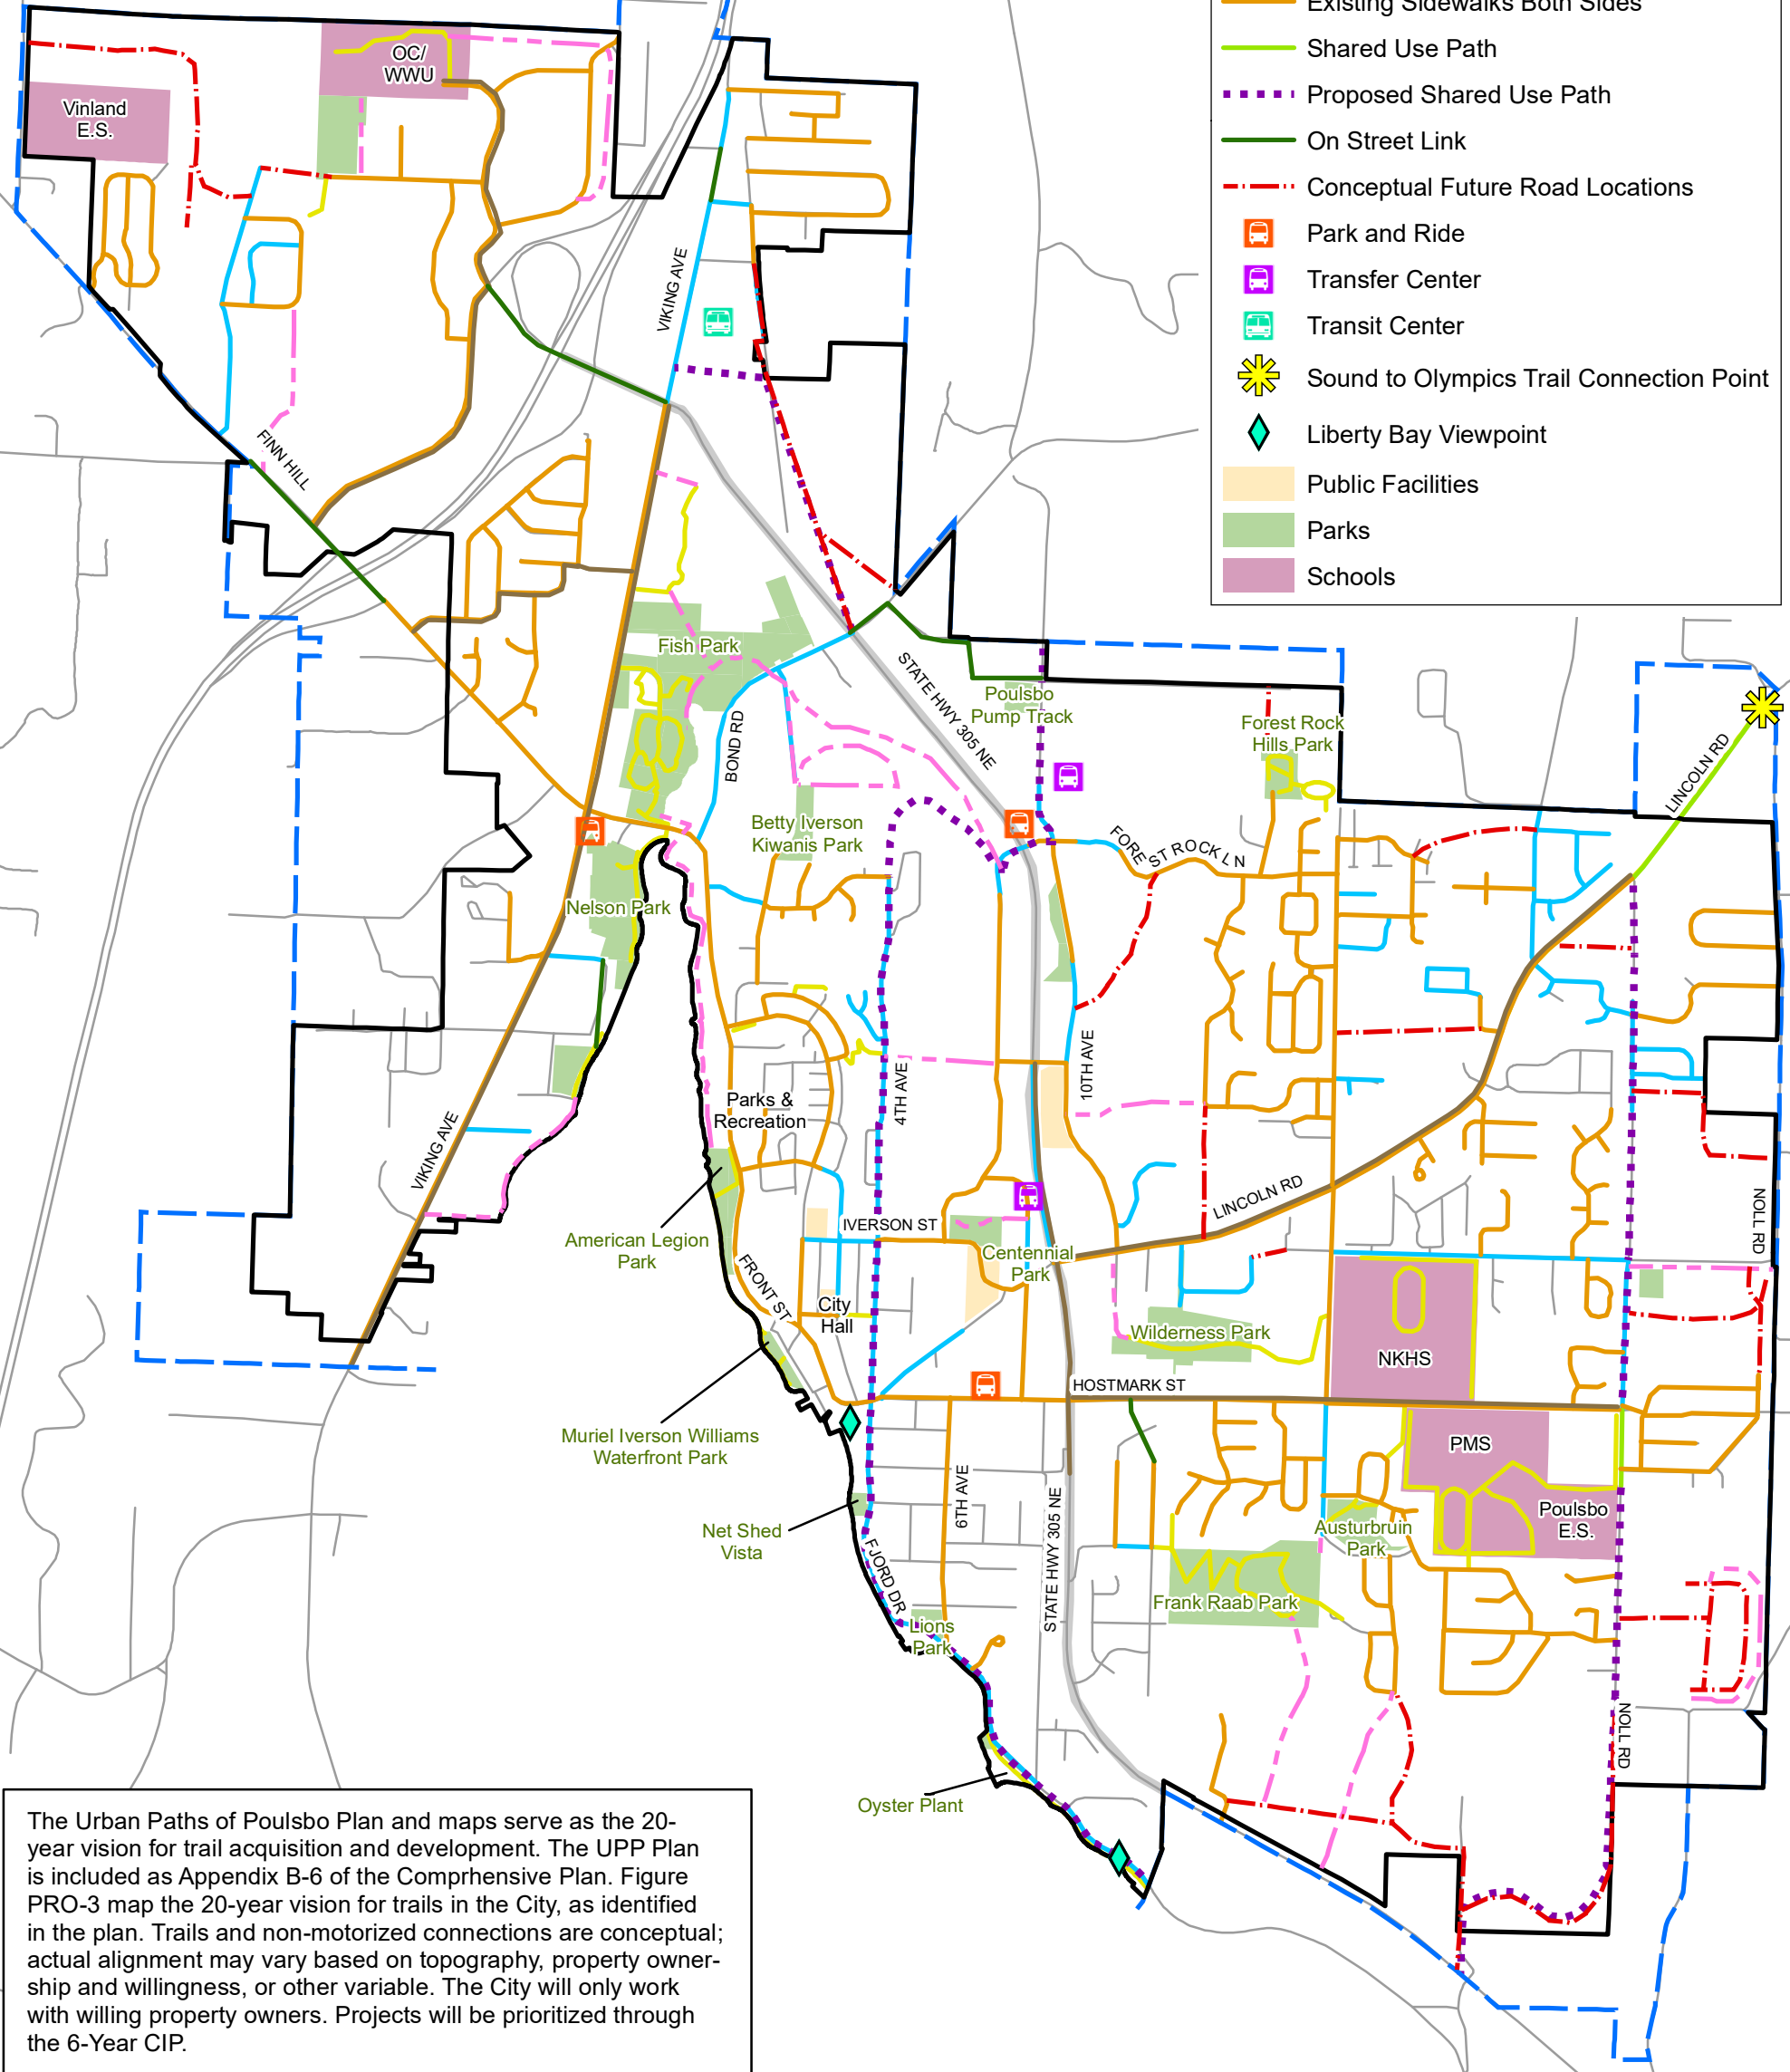 Existing Sidewalks Both Sides
Shared Use Path
Proposed Shared Use Path
On Street Link
Conceptual Future Road Locations
Park and Ride
Transfer Center
Transit Center
Sound to Olympics Trail Connection Point
Liberty Bay Viewpoint
Public Facilities
Parks
Schools
OC/
WWU
Vinland
E.S.
VIKING AVE
FINN HILL
Fish Park
STATE HWY 305 NE
Poulsbo
Pump Track
Forest Rock
Hills Park
LINCOLN RD
BOND RD
Betty Iverson
Kiwanis Park
FOREST ROCK LN
Nelson Park
10TH AVE
4TH AVE
Parks &
Recreation
VIKING AVE
LINCOLN RD
NOLL RD
IVERSON ST
American Legion
Park
Centennial
Park
FRONT ST
City
Hall
Wilderness Park
NKHS
HOSTMARK ST
Muriel Iverson Williams
Waterfront Park
PMS
6TH AVE
STATE HWY 305 NE
Net Shed
Vista
Poulsbo
E.S.
Austurbruin
Park
FJORD DR
Frank Raab Park
Lions
Park
NOLL RD
Oyster Plant
The Urban Paths of Poulsbo Plan and maps serve as the 20-
year vision for trail acquisition and development. The UPP Plan
is included as Appendix B-6 of the Comprhensive Plan. Figure
PRO-3 map the 20-year vision for trails in the City, as identified
in the plan. Trails and non-motorized connections are conceptual;
actual alignment may vary based on topography, property owner-
ship and willingness, or other variable. The City will only work
with willing property owners. Projects will be prioritized through
the 6-Year CIP.